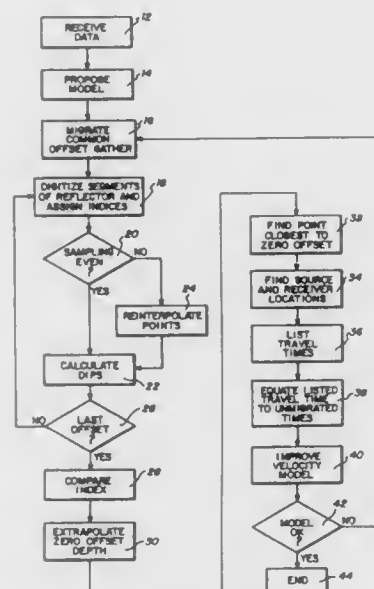 RECEIVE
DATA
12
PROPOSE
MODEL
14
MIGRATE
COMMON
OFFSET GATHER
16
DIGITIZE SEGMENTS
OF REFLECTOR AND
ASSIGN INDICES
18
SAMPLING
EVEN
?
20
NO
YES
24
REINTERPOLATE
POINTS
CALCULATE
DIPS
22
LAST
OFFSET
?
26
NO
YES
COMPARE
INDEX
28
EXTRAPOLATE
ZERO OFFSET
DEPTH
30
FIND POINT
CLOSEST TO
ZERO OFFSET
32
FIND SOURCE
AND RECEIVER
LOCATIONS
34
LIST
TRAVEL
TIMES
36
EQUATE LISTED
TRAVEL TIME
TO UNMIGRATED
TIMES
38
IMPROVE
VELOCITY
MODEL
40
MODEL
OK
?
42
NO
YES
END
44